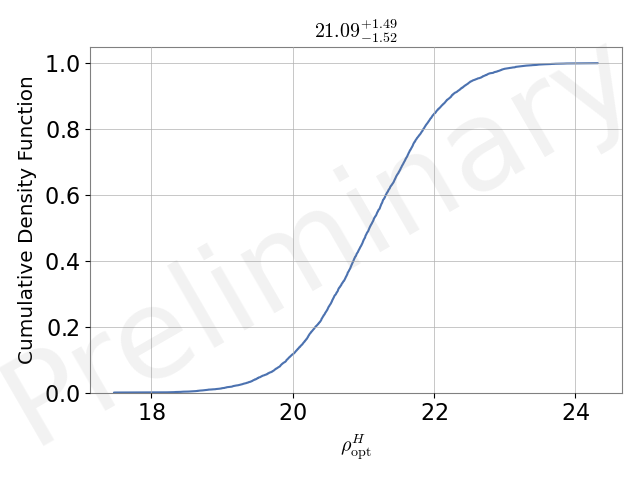 21.09^{+1.49}_{-1.52}
Cumulative Density Function
1.0
0.8
0.6
0.4
0.2
0.0
18 20 22 24
ρ^H_opt
Preliminary